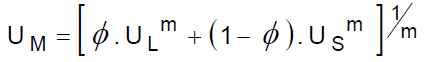 U_M = [ ϕ . U_L^m + (1 - ϕ) . U_S^m ]^1/m